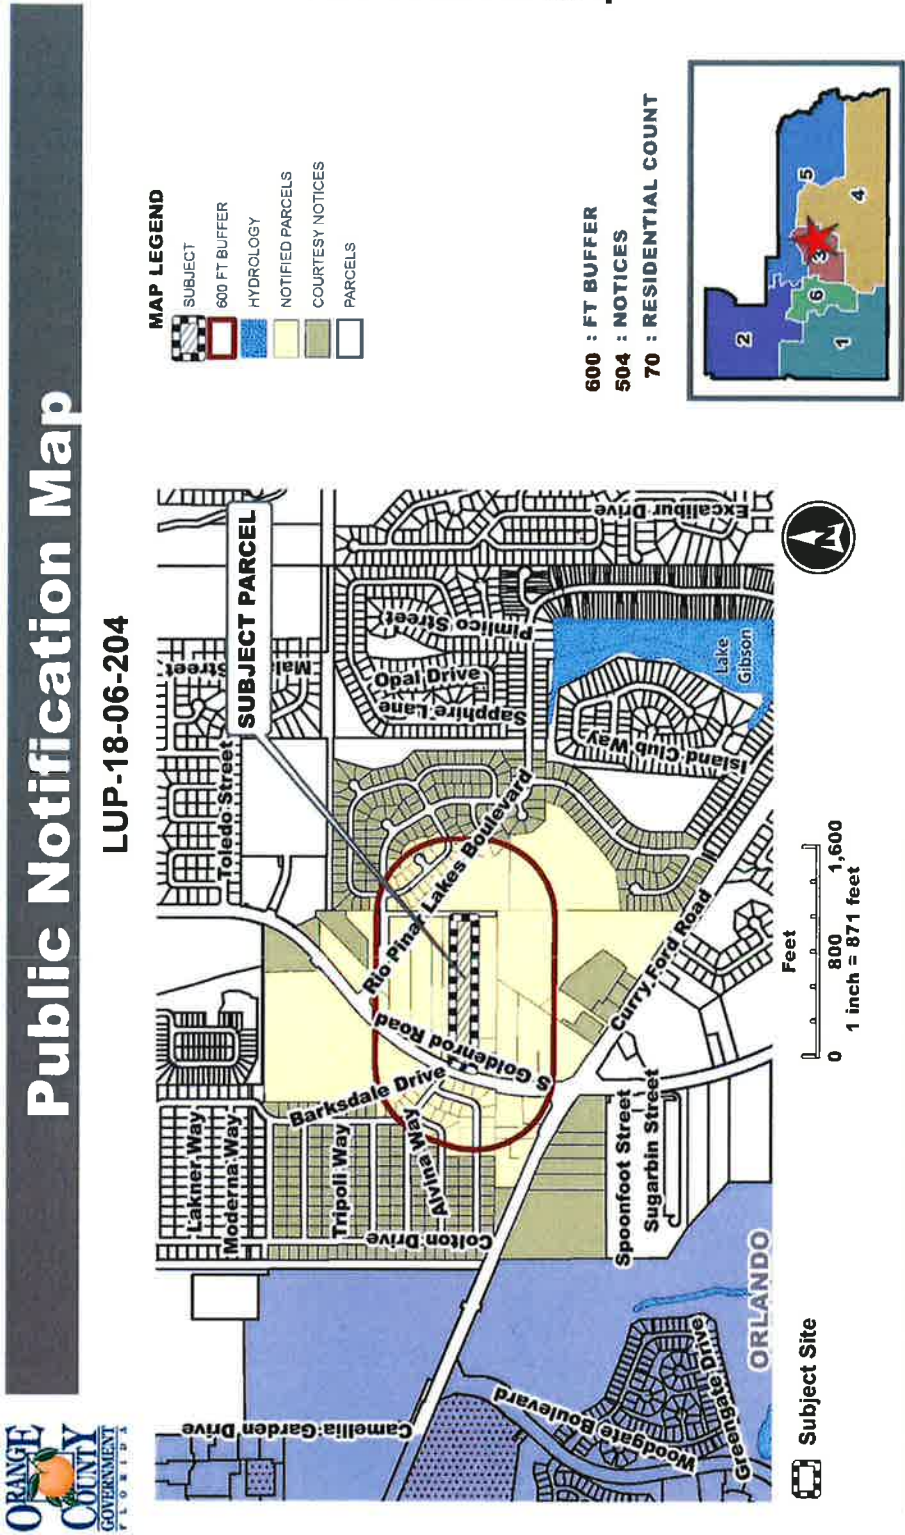 ORANGE
COUNTY
GOVERNMENT
FLORIDA
Public Notification Map
LUP-18-06-204
SUBJECT PARCEL
Camellia Garden Drive
Lakner Way
Moderna Way
Barksdale Drive
Tripoli Way
Alvina Way
Colton Drive
S Goldenrod Road
Rio Pinar Lakes Boulevard
Toledo Street
Street
Opal Drive
Sapphire Lane
Pimlico Street
Excalibur Drive
Island Club Way
Lake
Gibson
Curry Ford Road
Spoonfoot Street
Sugarbin Street
Woodgate Boulevard
Greengate Drive
ORLANDO
Subject Site
Feet
0 800 1,600
1 inch = 871 feet
N
MAP LEGEND
SUBJECT
600 FT BUFFER
HYDROLOGY
NOTIFIED PARCELS
COURTESY NOTICES
PARCELS
600 : FT BUFFER
504 : NOTICES
70 : RESIDENTIAL COUNT
2
5
3
6
4
1